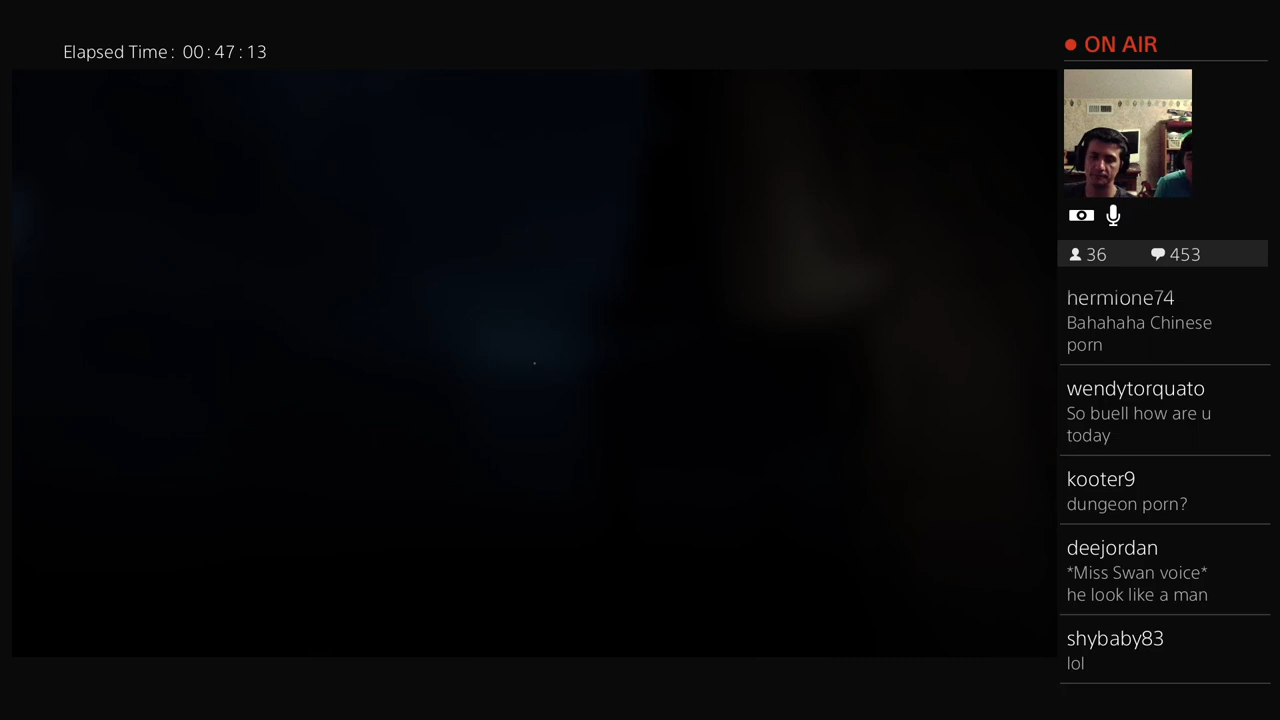 Elapsed Time: 00:47:13
ON AIR
36 453
hermione74
Bahahaha Chinese
porn
wendytorquato
So buell how are u
today
kooter9
dungeon porn?
deejordan
*Miss Swan voice*
he look like a man
shybaby83
lol